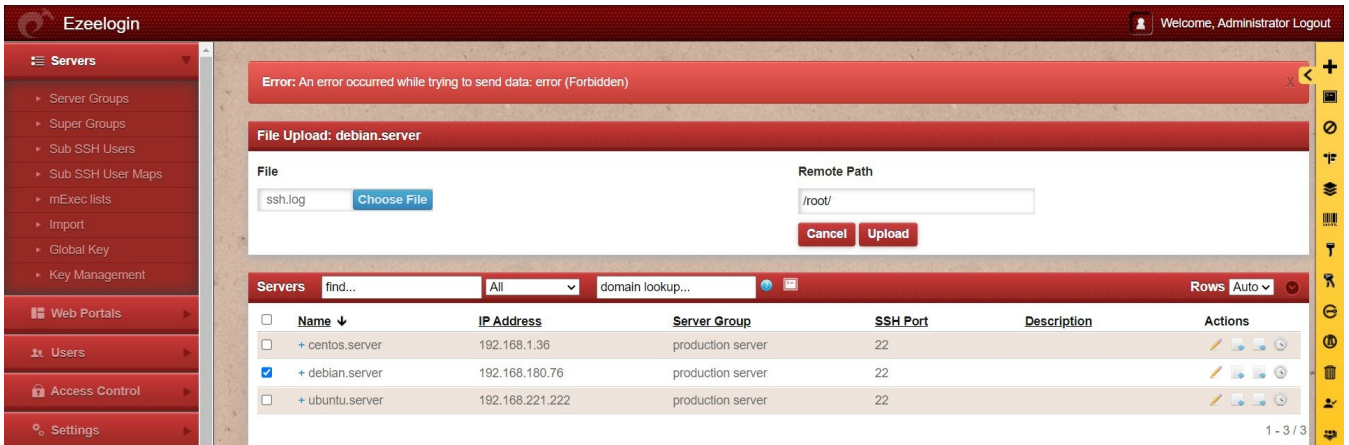 Ezeelogin
Welcome, Administrator Logout
Servers
Server Groups
Super Groups
Sub SSH Users
Sub SSH User Maps
mExec lists
Import
Global Key
Key Management
Web Portals
Users
Access Control
Settings
Error: An error occurred while trying to send data: error (Forbidden) X
File Upload: debian.server
File Remote Path
ssh.log Choose File /root/
Cancel Upload
Servers find... All domain lookup... ? Rows Auto
Name ↓ IP Address Server Group SSH Port Description Actions
+ centos.server 192.168.1.36 production server 22
+ debian.server 192.168.180.76 production server 22
+ ubuntu.server 192.168.221.222 production server 22
1 - 3 / 3